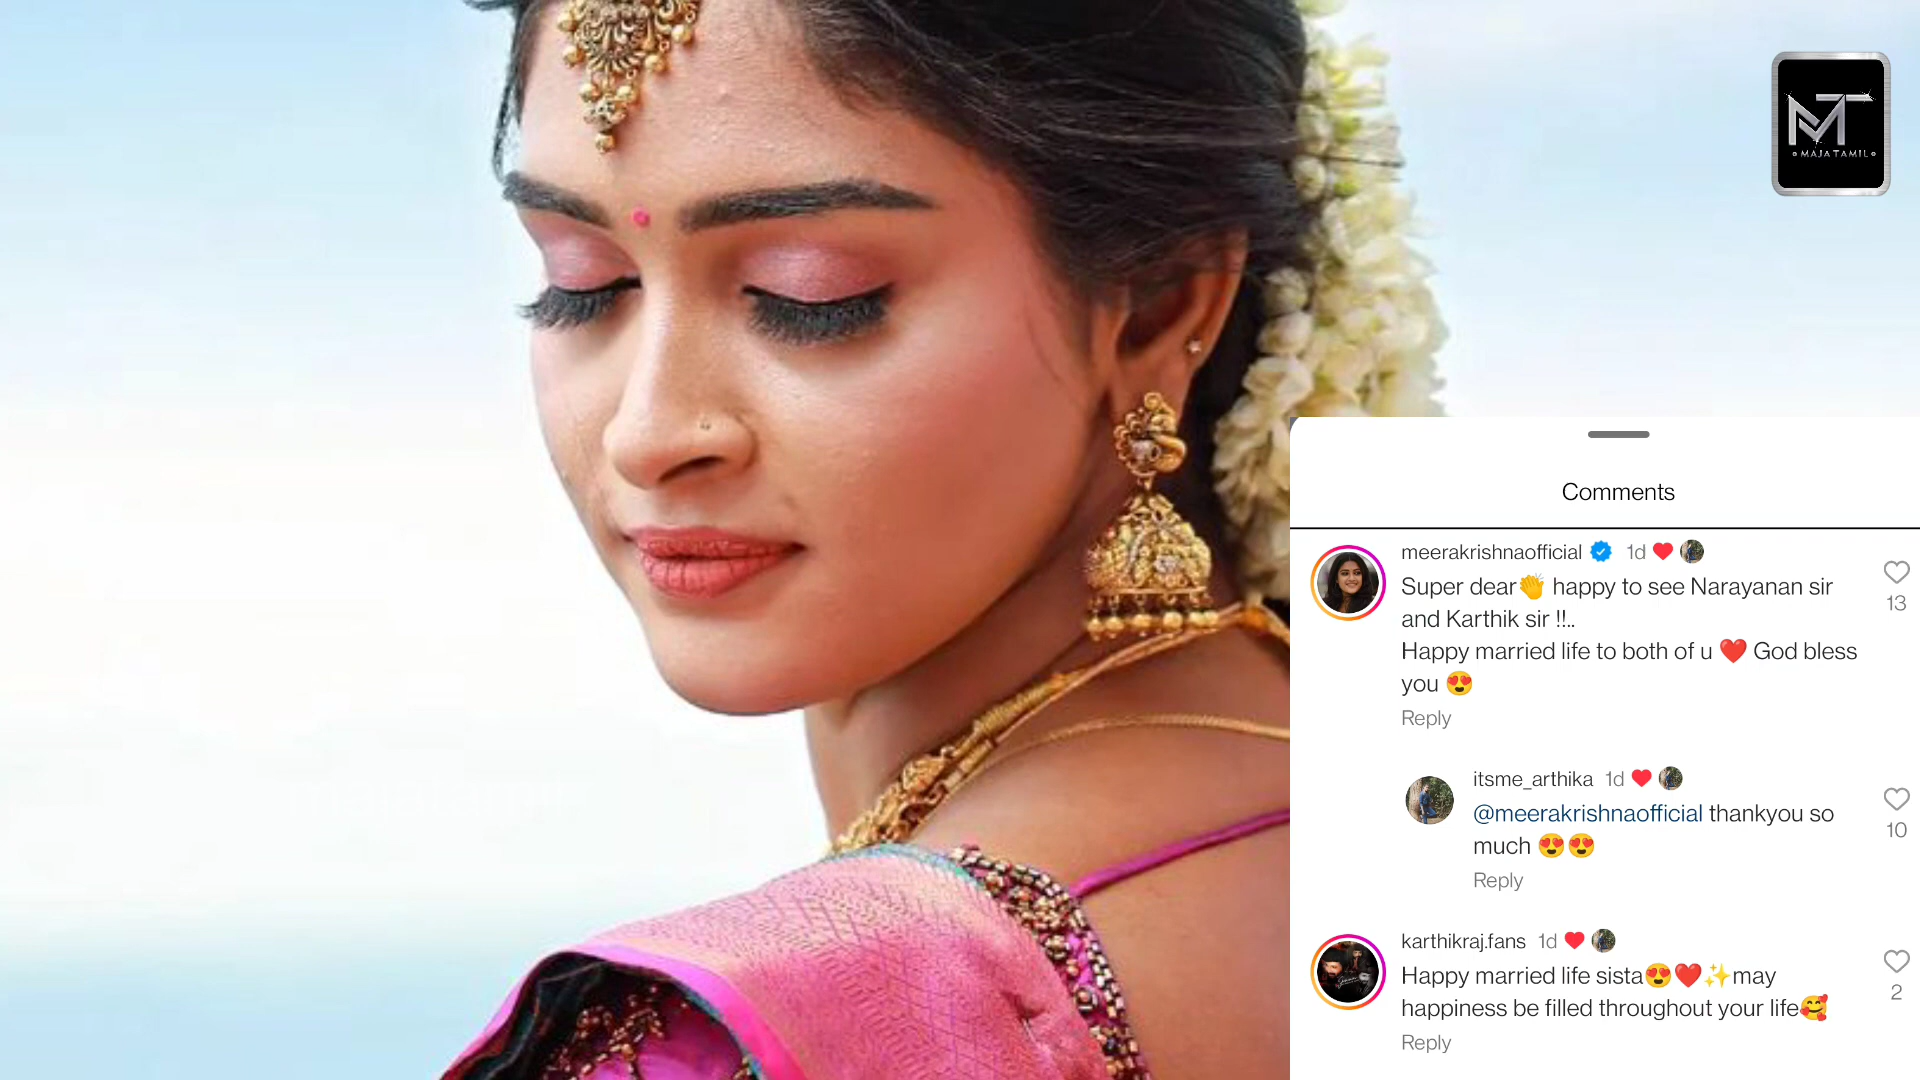 MT
MAJA TAMIL
Comments
meerakrishnaofficial 1d
Super dear👏 happy to see Narayanan sir
and Karthik sir !!..
Happy married life to both of u ❤️ God bless
you 😍
13
Reply
itsme_arthika 1d
@meerakrishnaofficial thankyou so
much 😍😍
10
Reply
karthikraj.fans 1d
Happy married life sista😍❤️✨may
happiness be filled throughout your life🥰
2
Reply